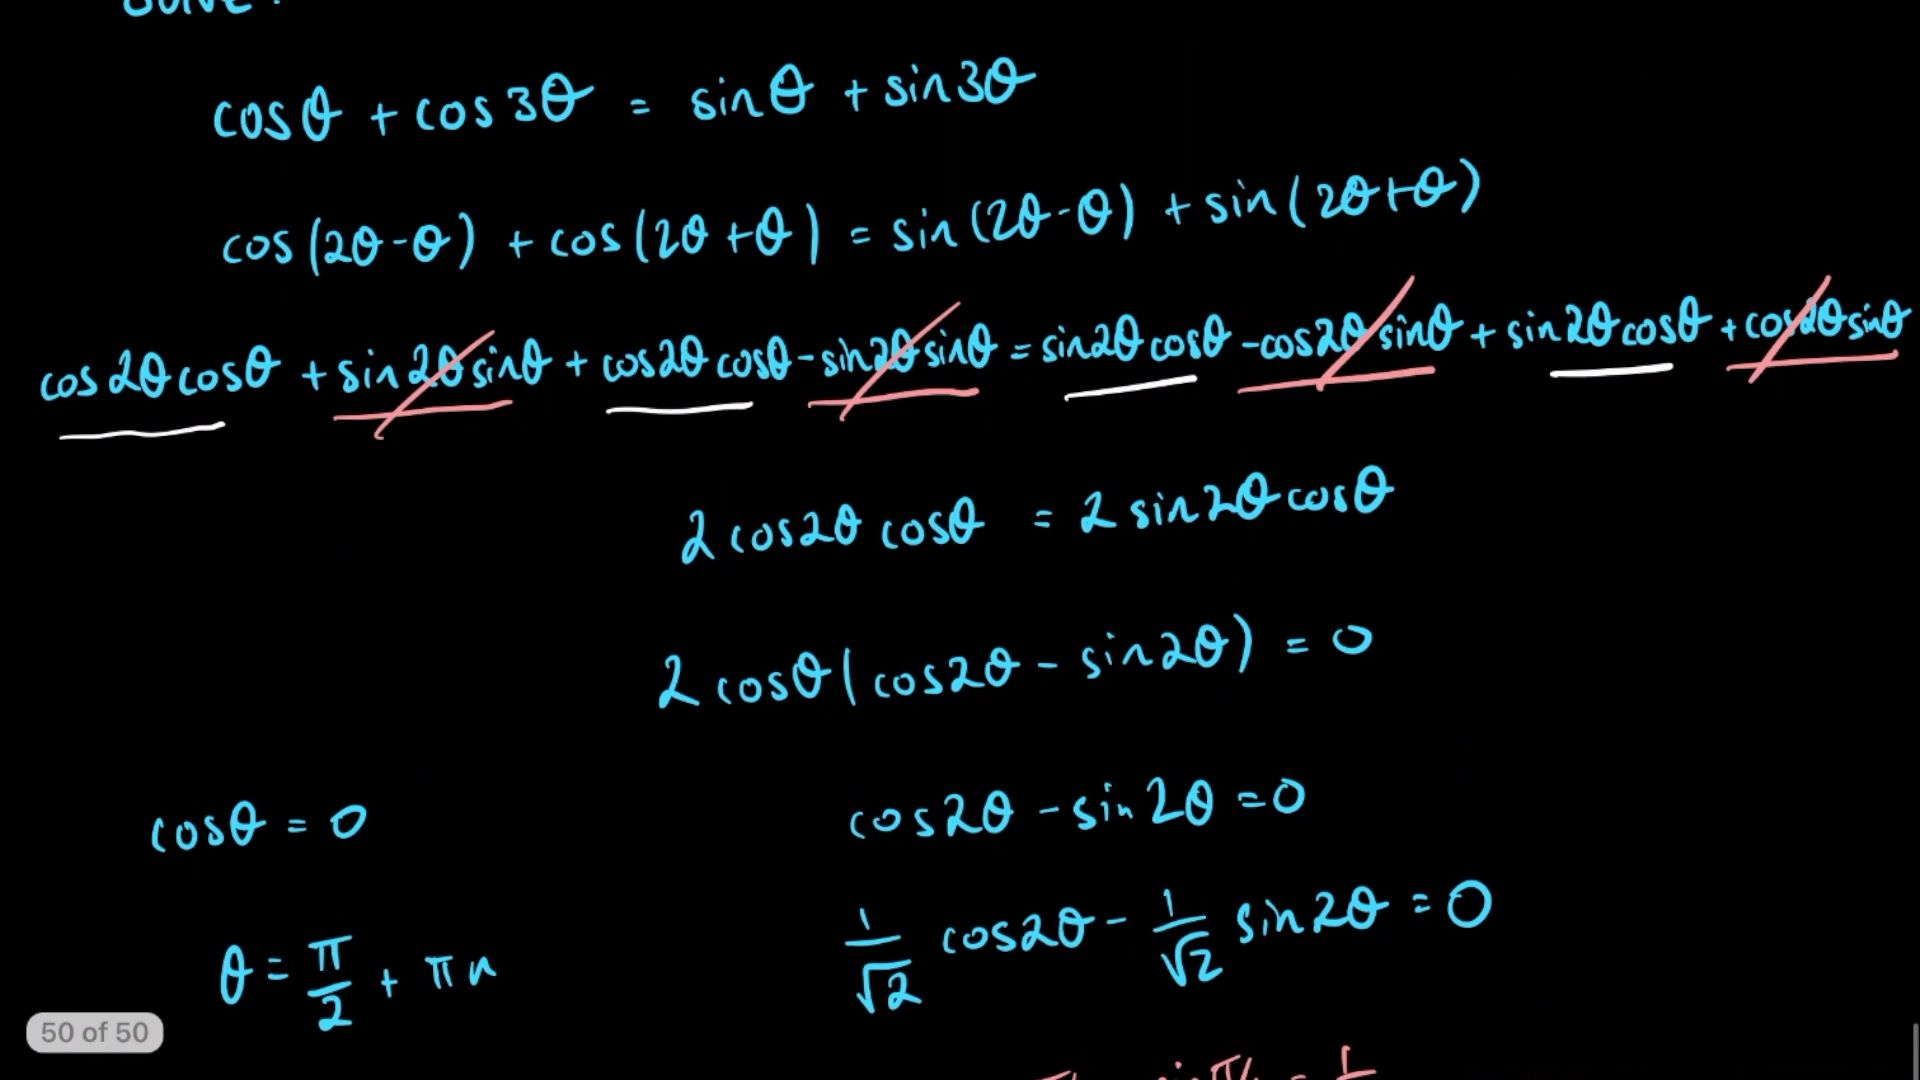 cosθ + cos3θ = sinθ + sin3θ
cos(2θ-θ) + cos(2θ+θ) = sin(2θ-θ) + sin(2θ+θ)
cos2θcosθ + sin2θsinθ + cos2θcosθ - sin2θsinθ = sin2θcosθ - cos2θsinθ + sin2θcosθ + cos2θsinθ
2cos2θcosθ = 2sin2θcosθ
2cosθ(cos2θ - sin2θ) = 0
cosθ = 0
cos2θ - sin2θ = 0
θ = π/2 + πn
1/√2 cos2θ - 1/√2 sin2θ = 0
50 of 50